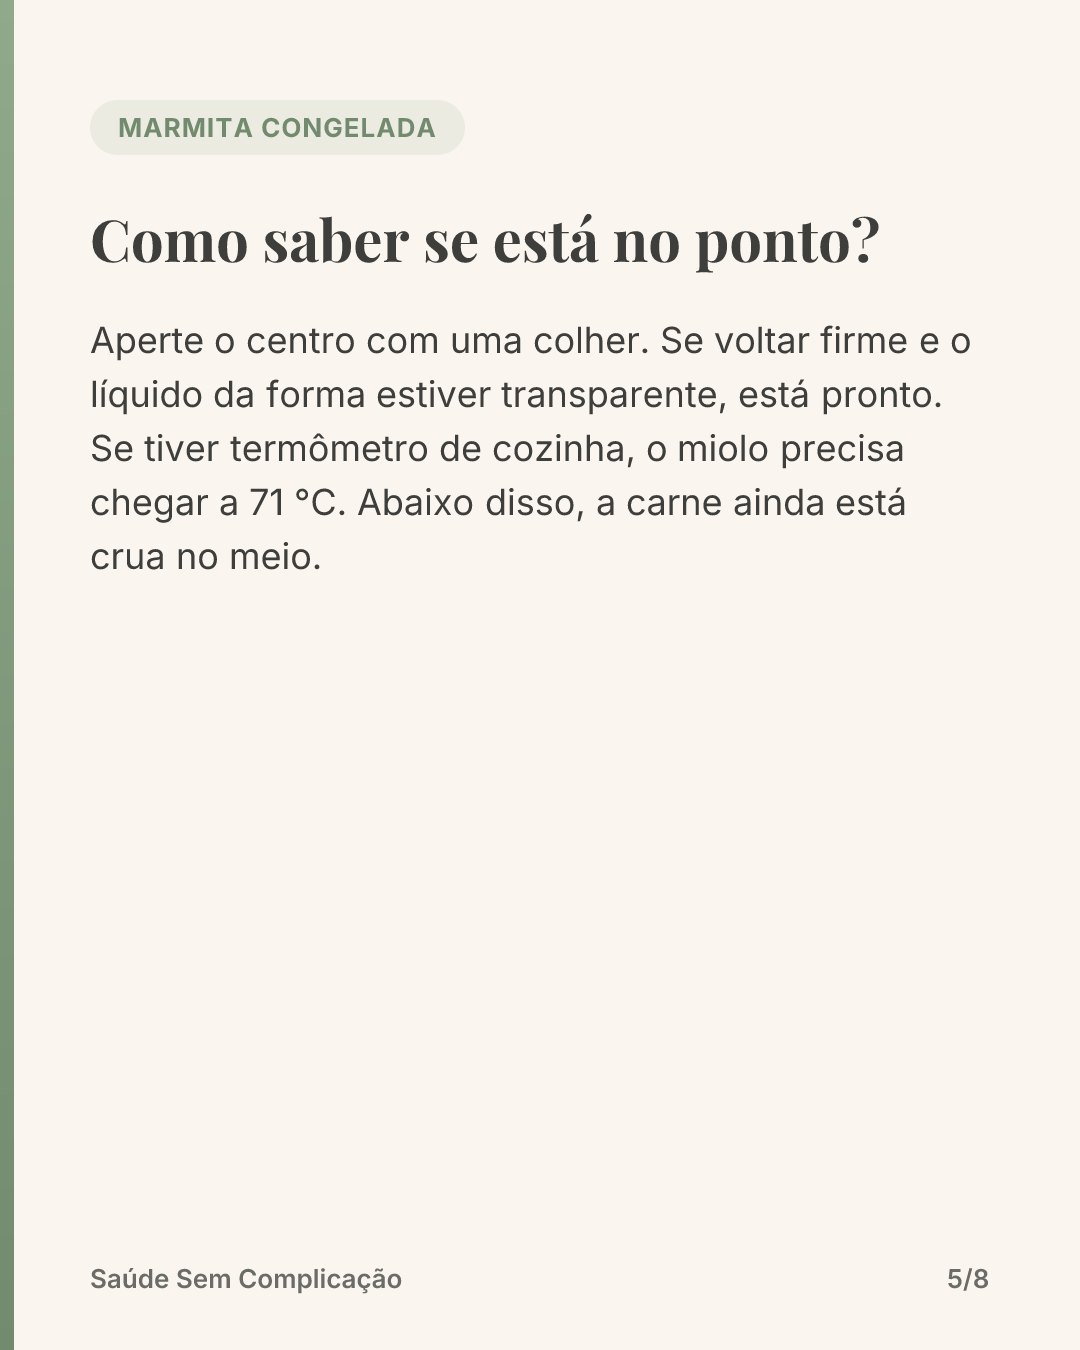 MARMITA CONGELADA
Como saber se está no ponto?
Aperte o centro com uma colher. Se voltar firme e o
líquido da forma estiver transparente, está pronto.
Se tiver termômetro de cozinha, o miolo precisa
chegar a 71 °C. Abaixo disso, a carne ainda está
crua no meio.
Saúde Sem Complicação
5/8